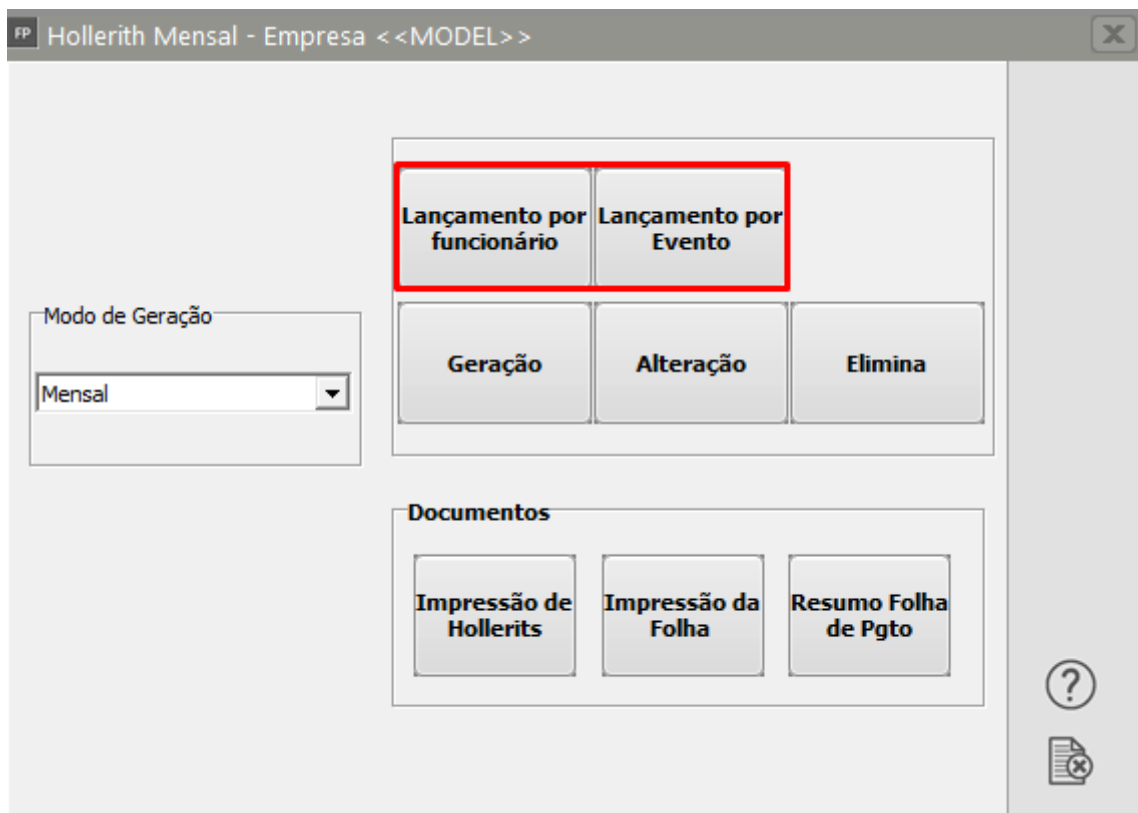 FP Hollerith Mensal - Empresa <<MODEL>>
Lançamento por
funcionário
Lançamento por
Evento
Modo de Geração
Mensal
Geração
Alteração
Elimina
Documentos
Impressão de
Hollerits
Impressão da
Folha
Resumo Folha
de Pgto
?